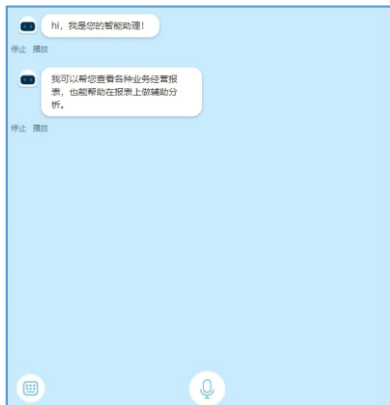 hi，我是您的智能助理！
停止 播放
我可以帮您查看各种业务经营报
表，也能帮助在报表上做辅助分
析。
停止 播放